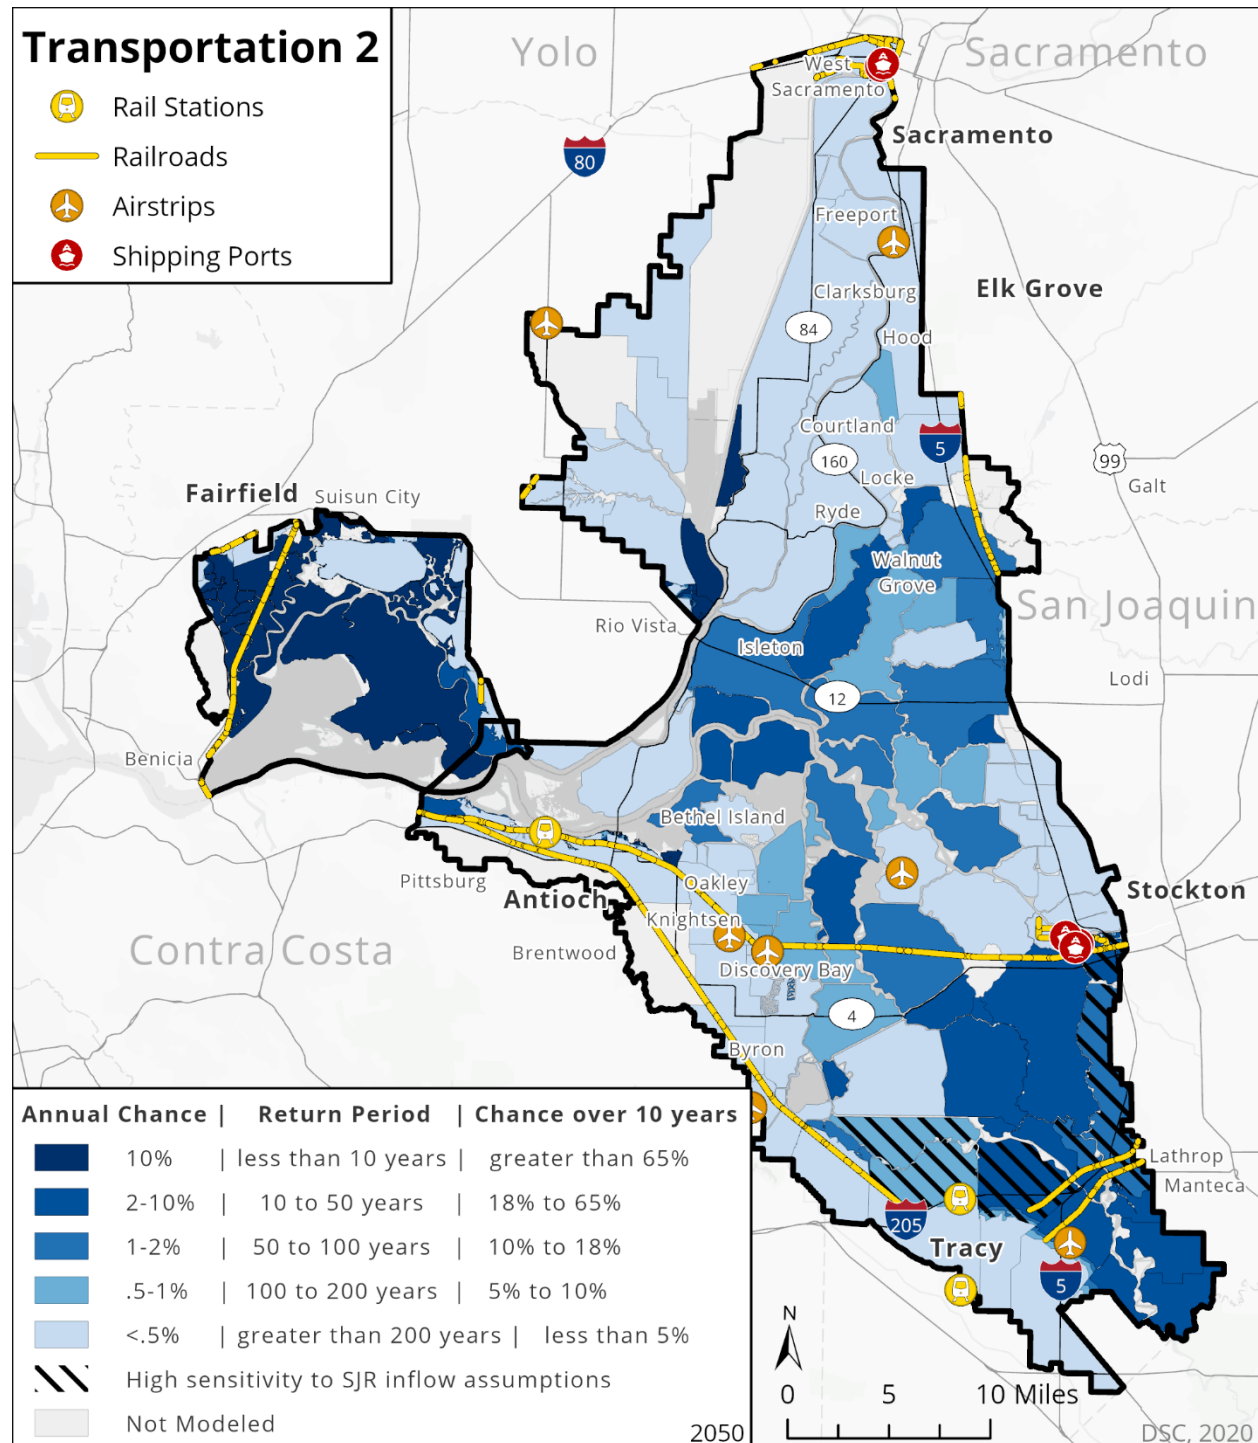 Transportation 2
Rail Stations
Railroads
Airstrips
Shipping Ports
Yolo
Sacramento
West
Sacramento
Sacramento
80
Freeport
Elk Grove
Clarksburg
84
Hood
Courtland
5
160
99
Locke
Galt
Fairfield
Suisun City
Ryde
Walnut
Grove
San Joaquin
Rio Vista
Isleton
Lodi
12
Benicia
Bethel Island
Pittsburg
Oakley
Antioch
Stockton
Knightsen
Contra Costa
Brentwood
Discovery Bay
4
Byron
Lathrop
Manteca
205
Tracy
5
Annual Chance | Return Period | Chance over 10 years
10% | less than 10 years | greater than 65%
2-10% | 10 to 50 years | 18% to 65%
1-2% | 50 to 100 years | 10% to 18%
.5-1% | 100 to 200 years | 5% to 10%
<.5% | greater than 200 years | less than 5%
High sensitivity to SJR inflow assumptions
Not Modeled
N
0 5 10 Miles
2050
DSC, 2020